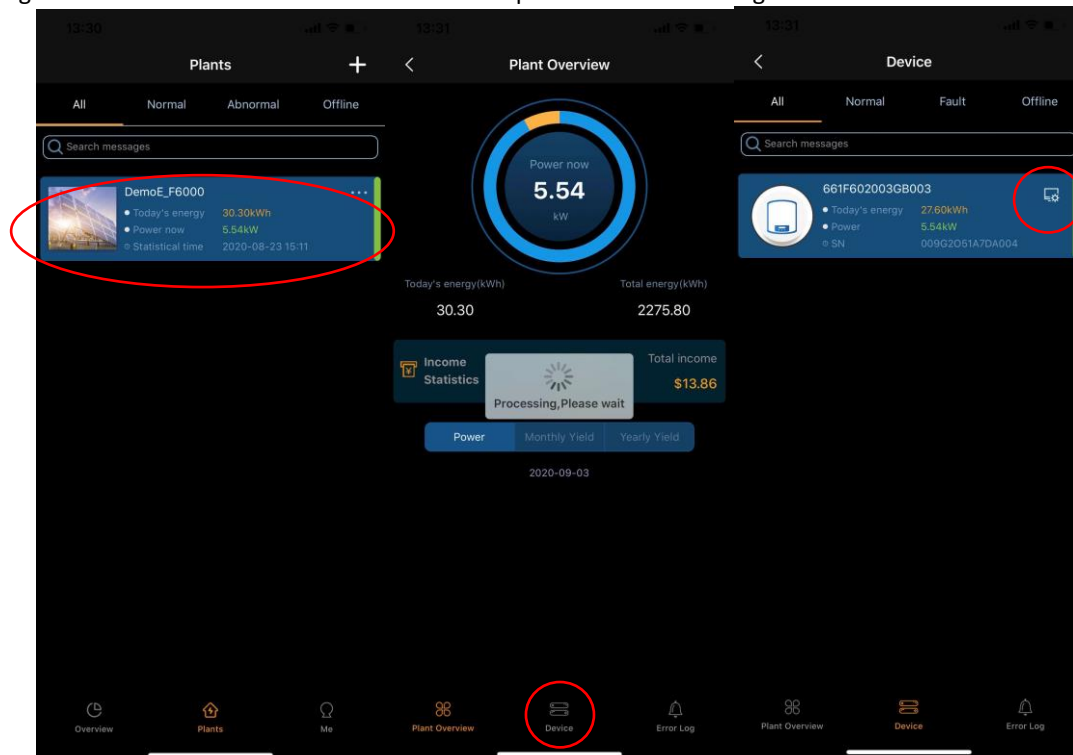 13:30
Plants
+
All Normal Abnormal Offline
Search messages
DemoE_F6000
Today's energy 30.30kWh
Power now 5.54kW
Statistical time 2020-08-23 15:11
Overview Plants Me
13:31
Plant Overview
Power now
5.54
kW
Today's energy(kWh) Total energy(kWh)
30.30 2275.80
Income Total income
Statistics $13.86
Processing,Please wait
Power Monthly Yield Yearly Yield
2020-09-03
Plant Overview Device Error Log
13:31
Device
All Normal Fault Offline
Search messages
661F602003GB003
Today's energy 27.60kWh
Power 5.54kW
SN 009G2O51A7DA004
Plant Overview Device Error Log